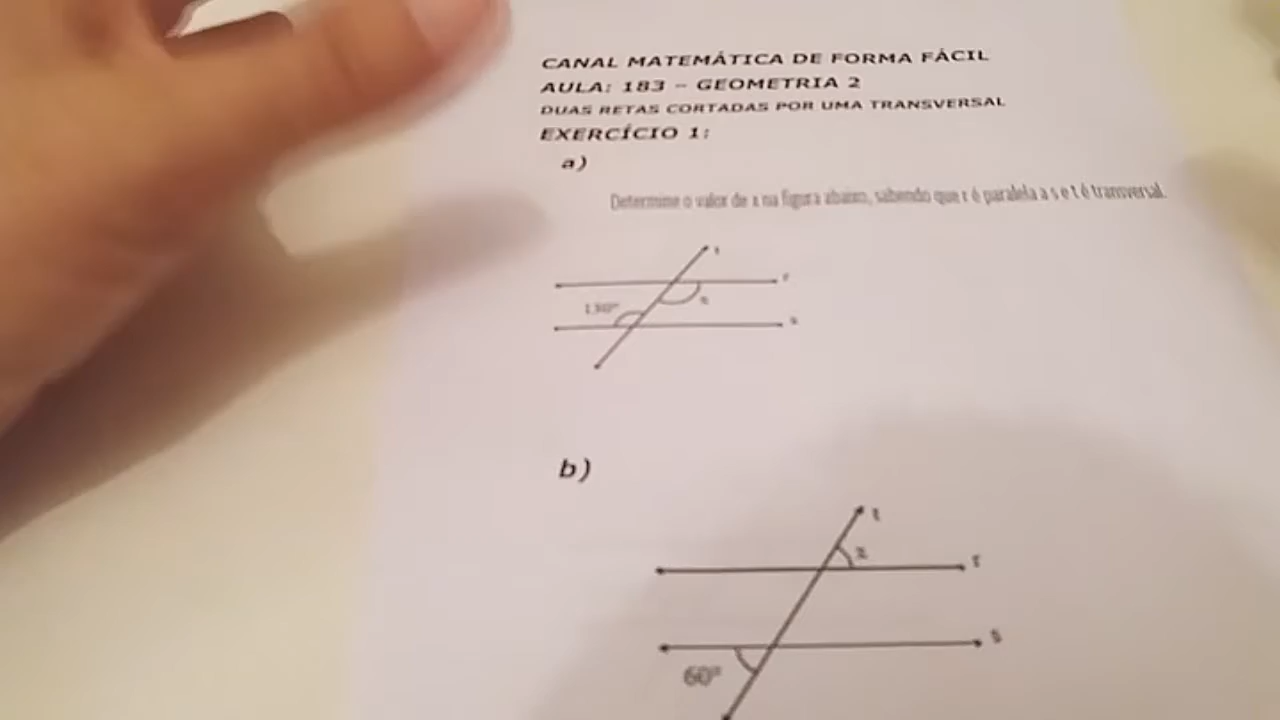 CANAL MATEMÁTICA DE FORMA FÁCIL
AULA: 183 – GEOMETRIA 2
DUAS RETAS CORTADAS POR UMA TRANSVERSAL
EXERCÍCIO 1:
a)
Determine o valor de x na figura abaixo, sabendo que r é paralela a s e t é transversal.
t
r
s
b)
t
x
r
s
60°